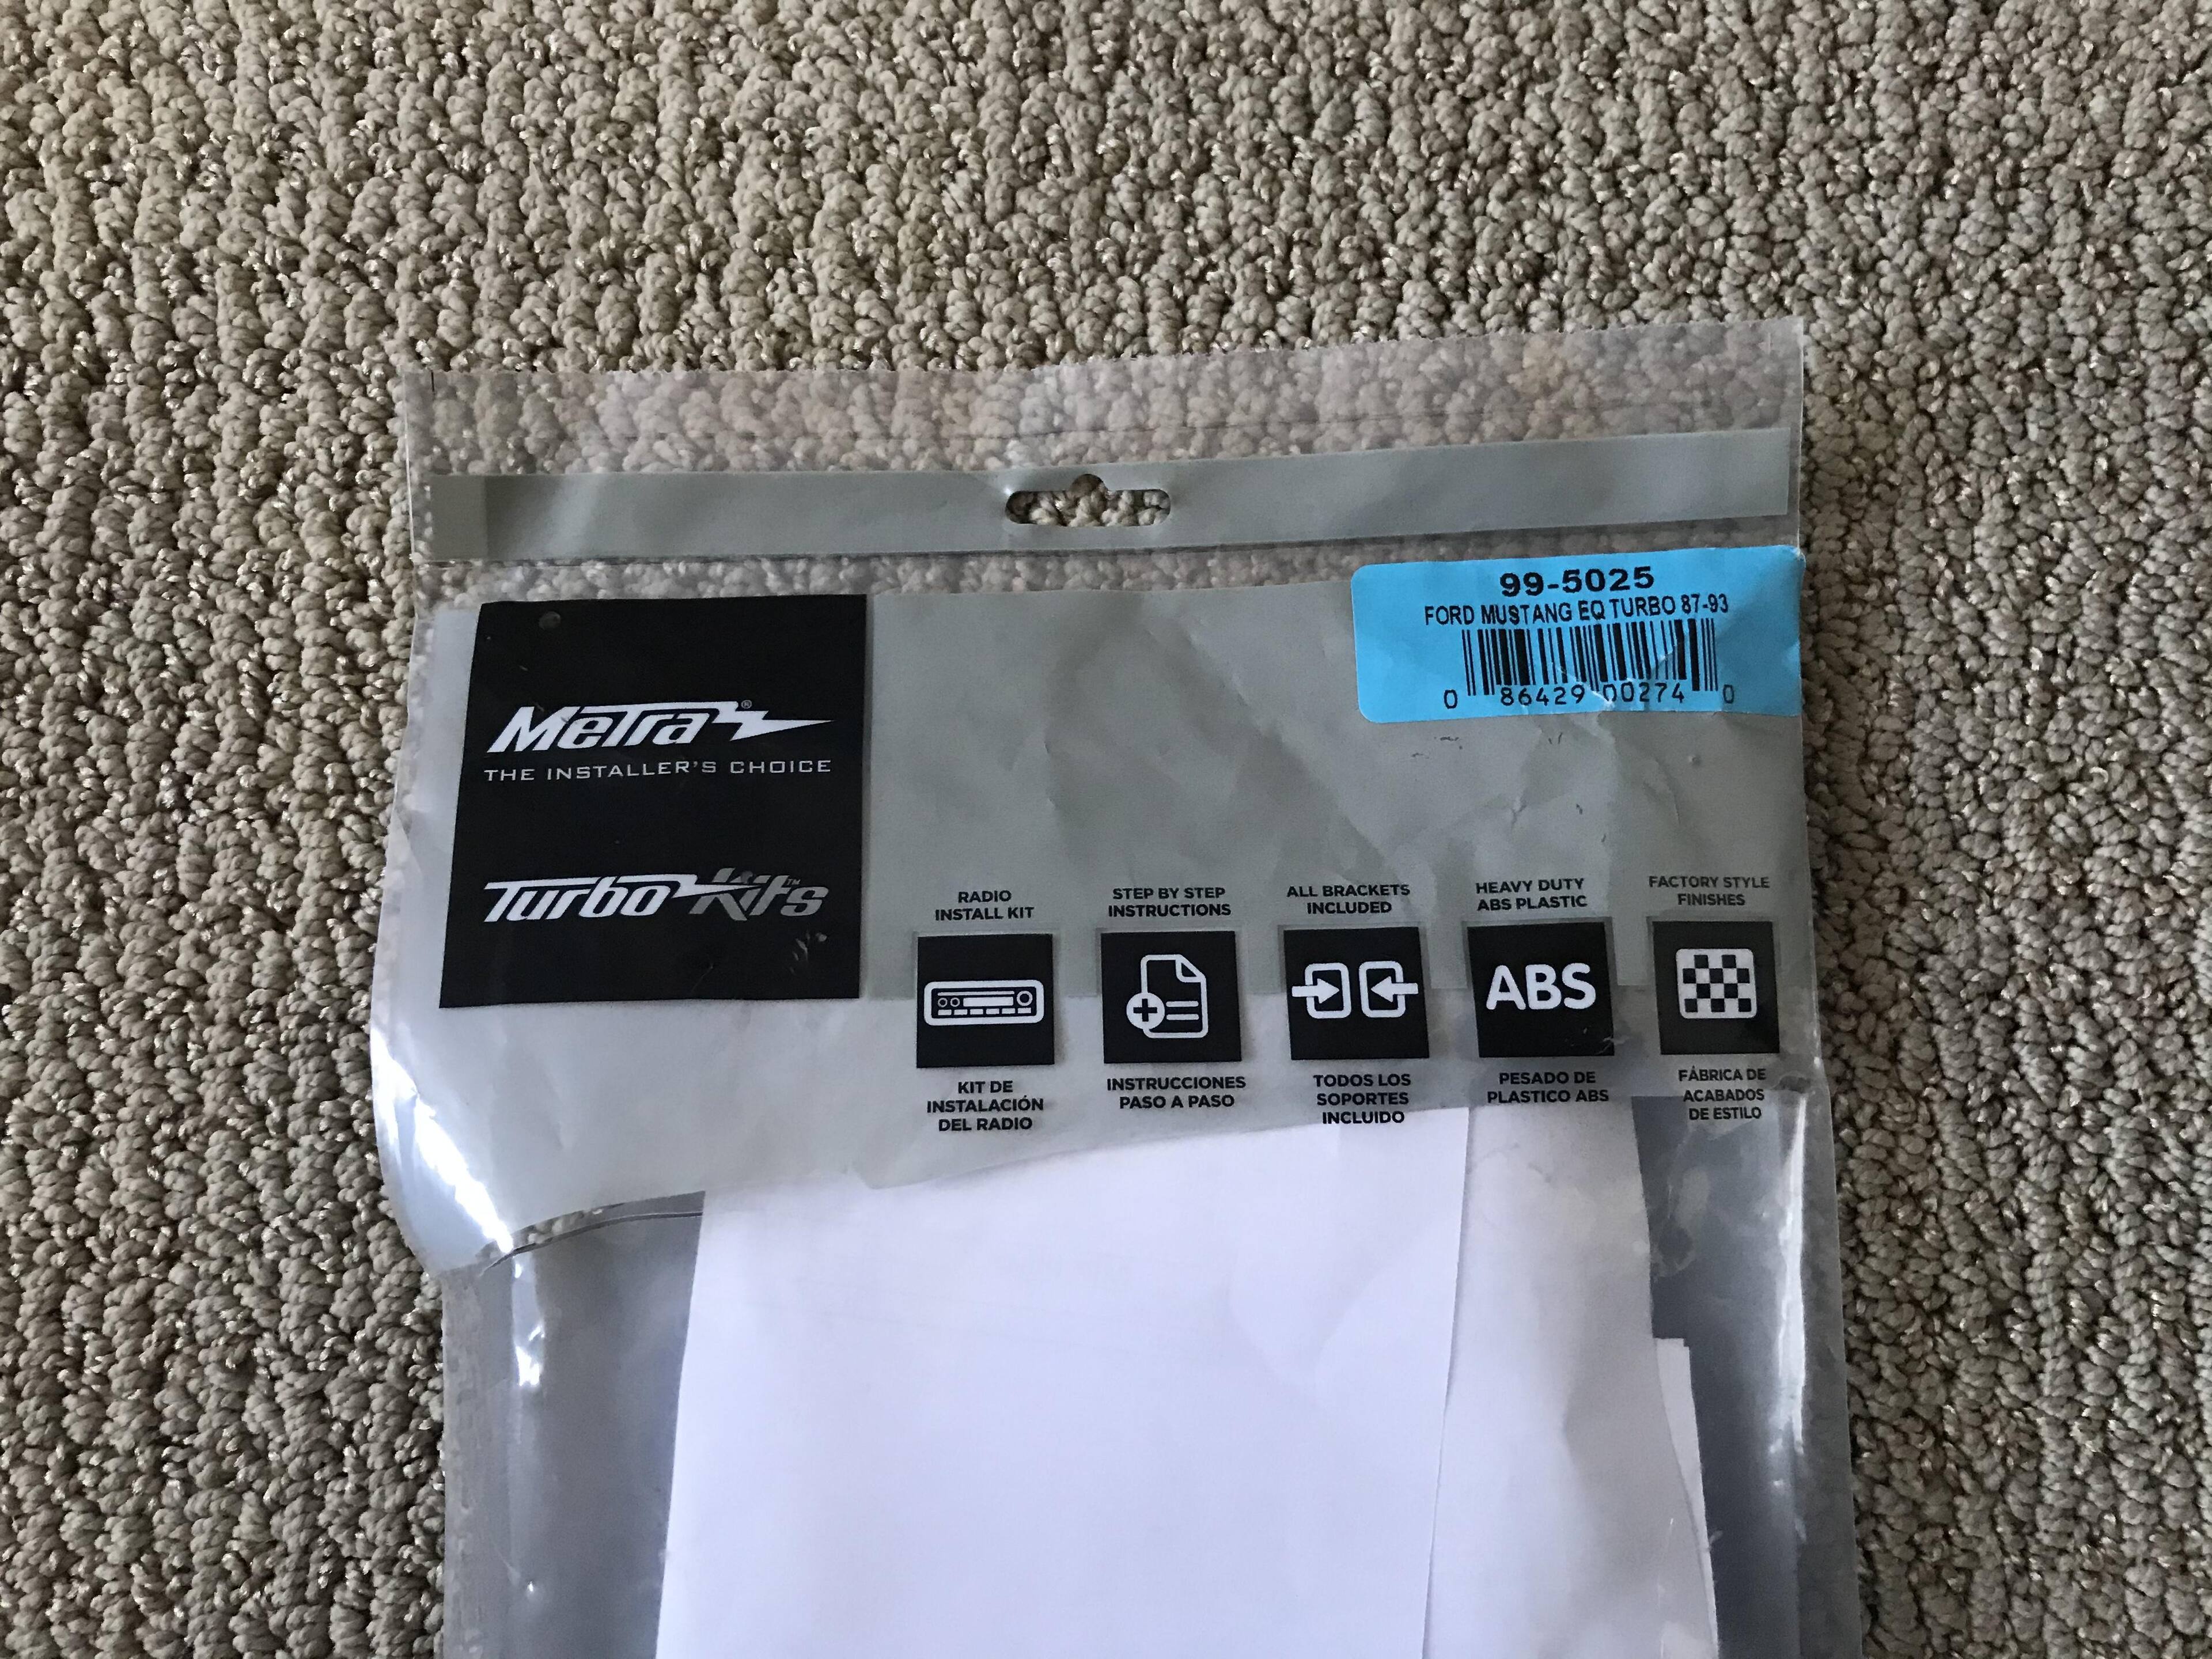 99-5025
FORD MUSTANG EQ TURBO 87-93
0 86429 00274 0
MeTra®
THE INSTALLER'S CHOICE
Turbo Kits™
RADIO
INSTALL KIT
STEP BY STEP
INSTRUCTIONS
ALL BRACKETS
INCLUDED
HEAVY DUTY
ABS PLASTIC
FACTORY STYLE
FINISHES
ABS
KIT DE
INSTALACIÓN
DEL RADIO
INSTRUCCIONES
PASO A PASO
TODOS LOS
SOPORTES
INCLUIDO
PESADO DE
PLASTICO ABS
FÁBRICA DE
ACABADOS
DE ESTILO